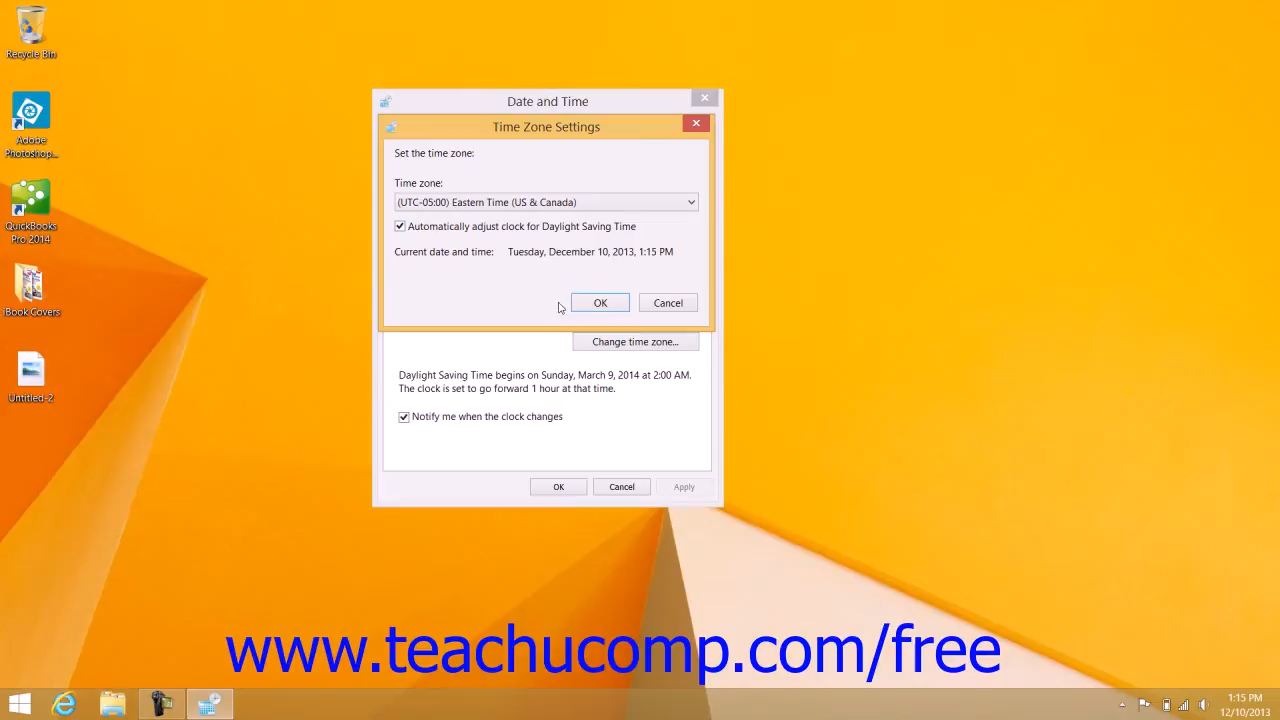 Recycle Bin
Adobe
Photoshop...
QuickBooks
Pro 2014
iBook Covers
Untitled-2
Date and Time
Time Zone Settings
Set the time zone:
Time zone:
(UTC-05:00) Eastern Time (US & Canada)
Automatically adjust clock for Daylight Saving Time
Current date and time: Tuesday, December 10, 2013, 1:15 PM
OK Cancel
Change time zone...
Daylight Saving Time begins on Sunday, March 9, 2014 at 2:00 AM.
The clock is set to go forward 1 hour at that time.
Notify me when the clock changes
OK Cancel Apply
www.teachucomp.com/free
1:15 PM
12/10/2013